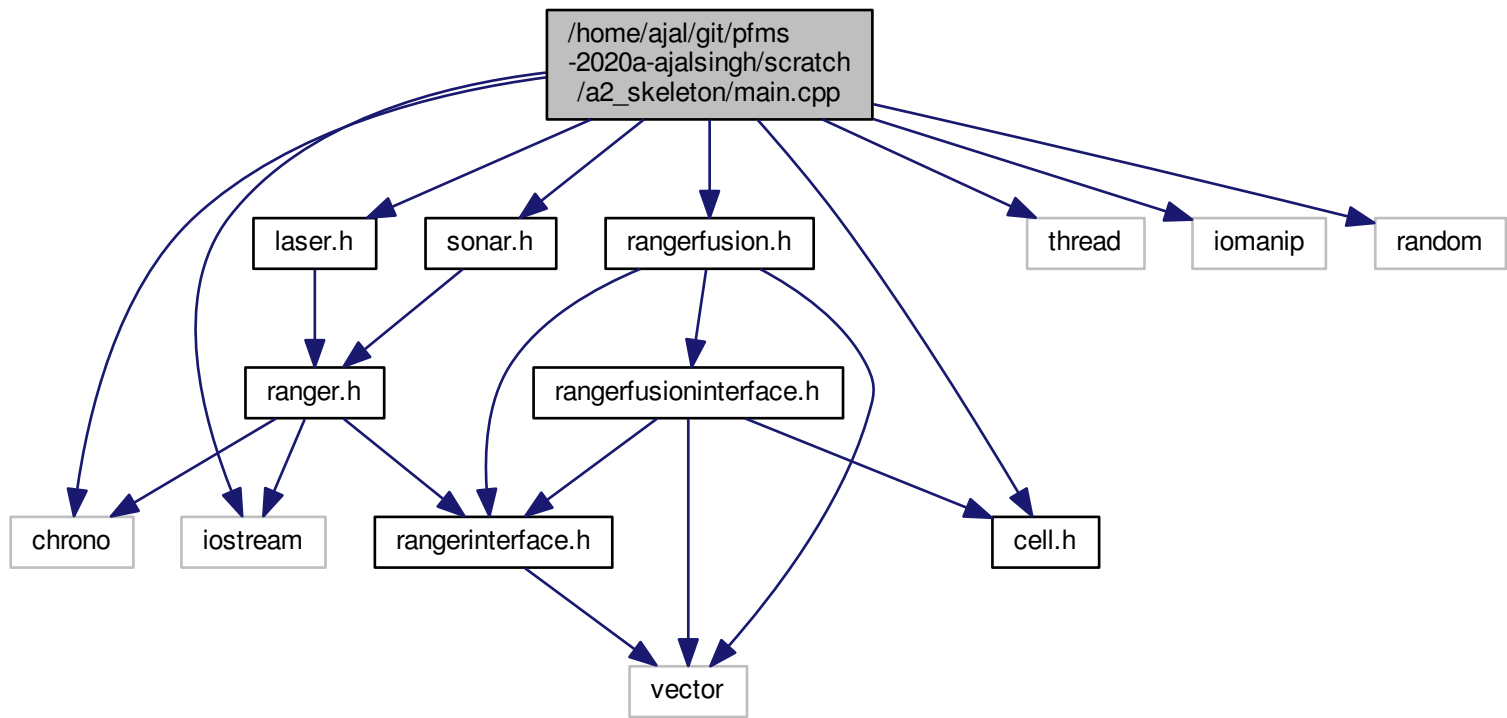 /home/ajal/git/pfms
-2020a-ajalsingh/scratch
/a2_skeleton/main.cpp
laser.h
sonar.h
rangerfusion.h
thread
iomanip
random
ranger.h
rangerfusioninterface.h
chrono
iostream
rangerinterface.h
cell.h
vector